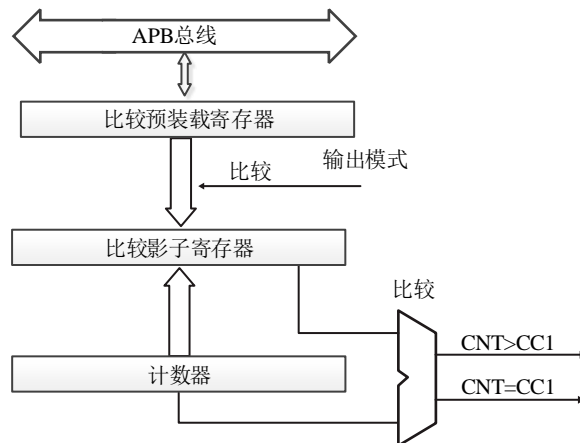 APB总线
比较预装载寄存器
输出模式
比较
比较影子寄存器
比较
CNT>CC1
计数器
CNT=CC1